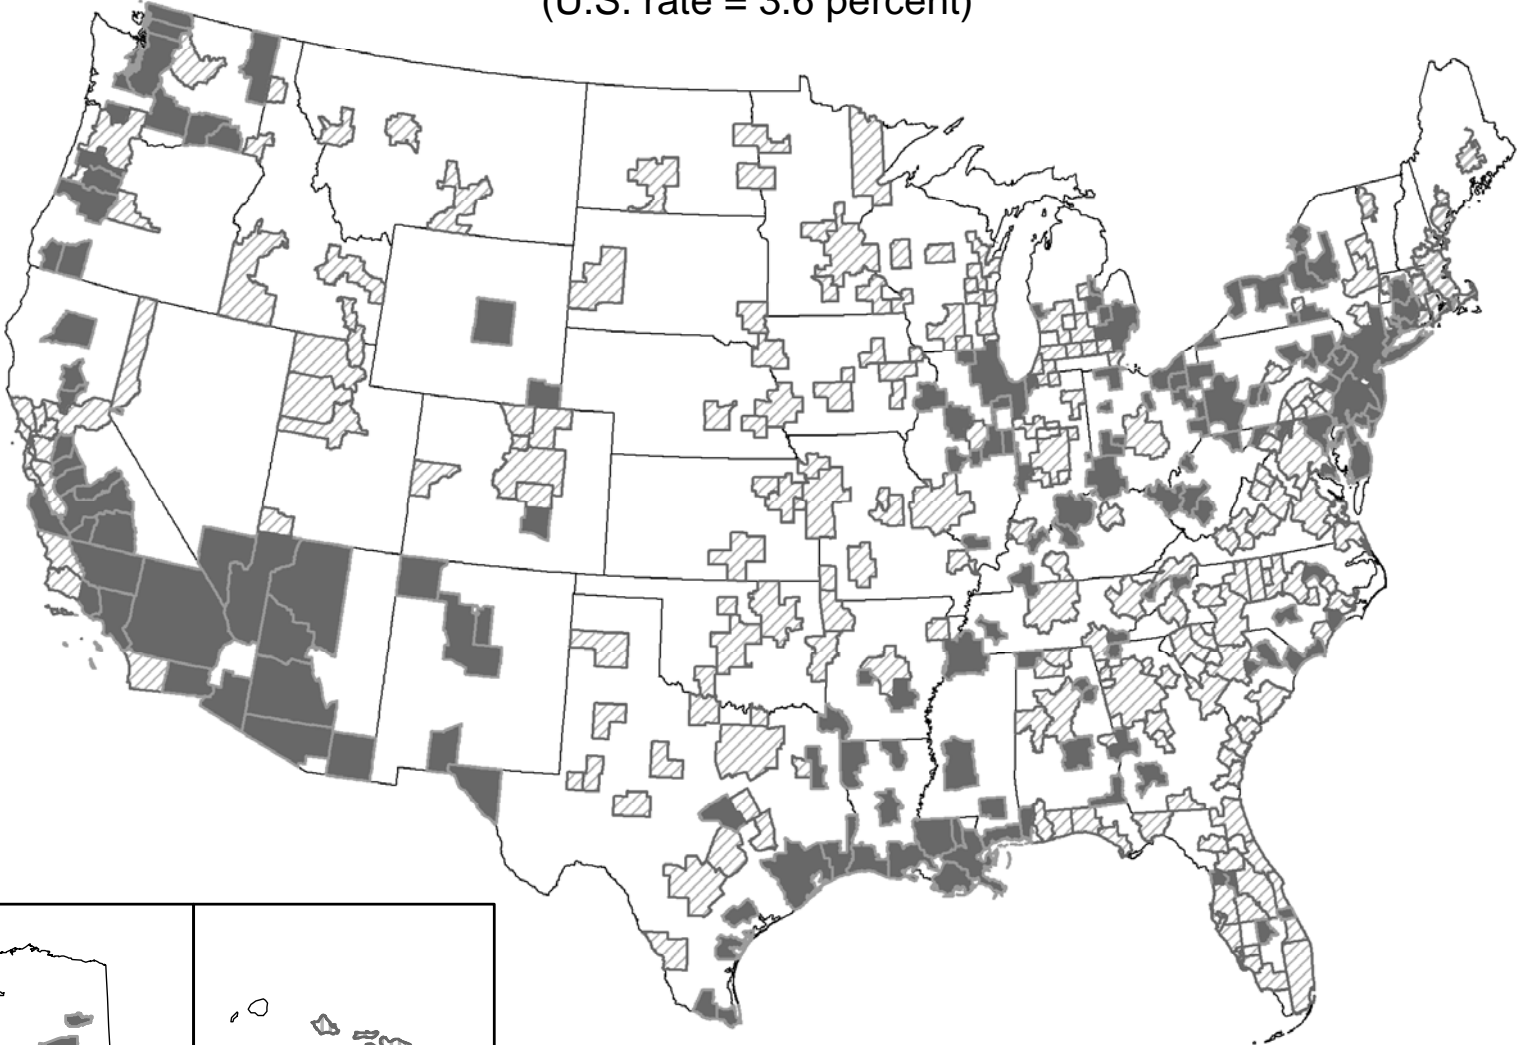 (U.S. rate = 3.6 percent)